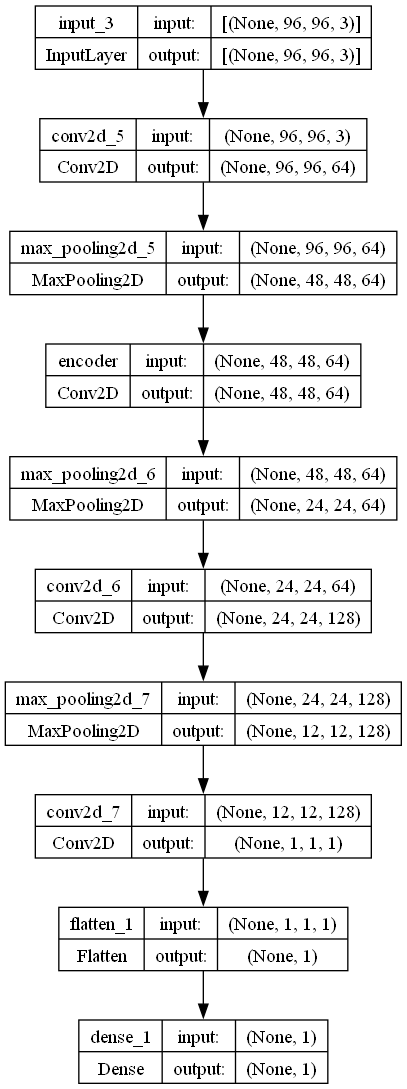 input_3 input: [(None, 96, 96, 3)]
InputLayer output: [(None, 96, 96, 3)]
conv2d_5 input: (None, 96, 96, 3)
Conv2D output: (None, 96, 96, 64)
max_pooling2d_5 input: (None, 96, 96, 64)
MaxPooling2D output: (None, 48, 48, 64)
encoder input: (None, 48, 48, 64)
Conv2D output: (None, 48, 48, 64)
max_pooling2d_6 input: (None, 48, 48, 64)
MaxPooling2D output: (None, 24, 24, 64)
conv2d_6 input: (None, 24, 24, 64)
Conv2D output: (None, 24, 24, 128)
max_pooling2d_7 input: (None, 24, 24, 128)
MaxPooling2D output: (None, 12, 12, 128)
conv2d_7 input: (None, 12, 12, 128)
Conv2D output: (None, 1, 1, 1)
flatten_1 input: (None, 1, 1, 1)
Flatten output: (None, 1)
dense_1 input: (None, 1)
Dense output: (None, 1)